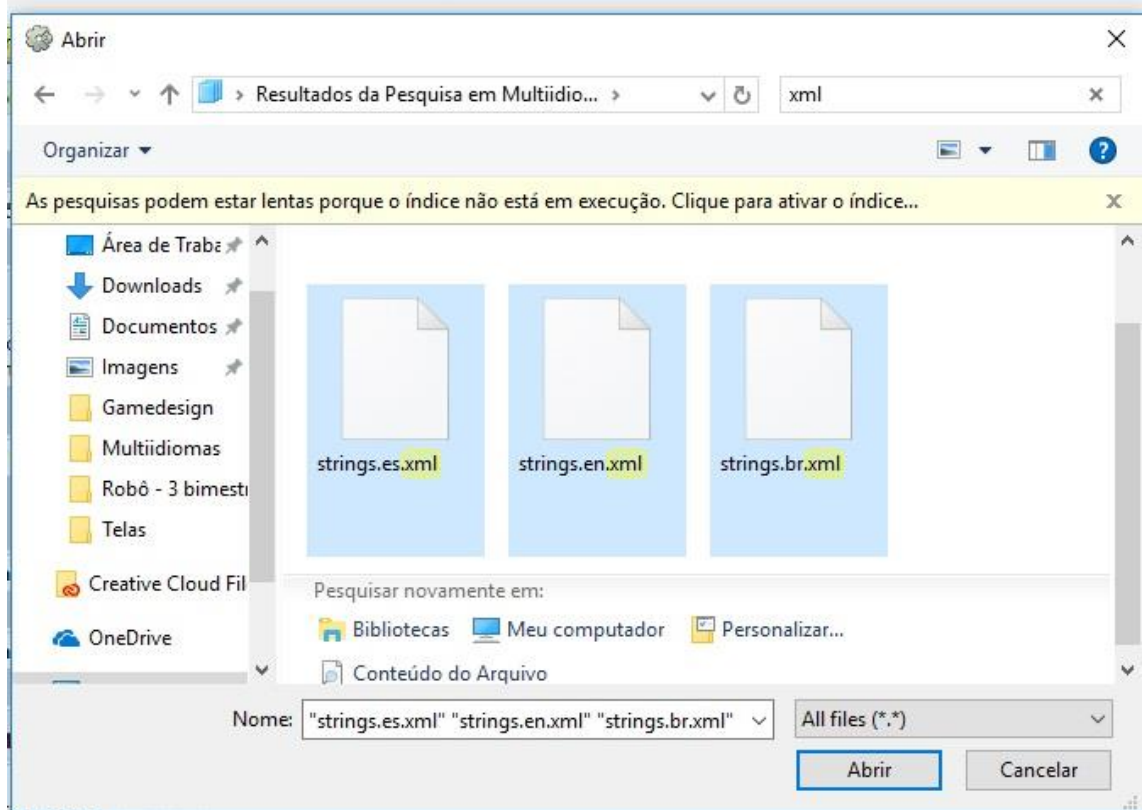 Abrir
Resultados da Pesquisa em Multiidio...
xml
Organizar
As pesquisas podem estar lentas porque o índice não está em execução. Clique para ativar o índice...
Downloads
Documentos
Imagens
Gamedesign
Multiidiomas
Robô - 3 bimest
Telas
Creative Cloud Fil
OneDrive
Área de Traba
strings.es.xml
strings.en.xml
strings.br.xml
Pesquisar novamente em:
Bibliotecas
Meu computador
Personalizar...
Conteúdo do Arquivo
Nome:
"strings.es.xml" "strings.en.xml" "strings.br.xml"
All files (*.*)
Abrir
Cancelar